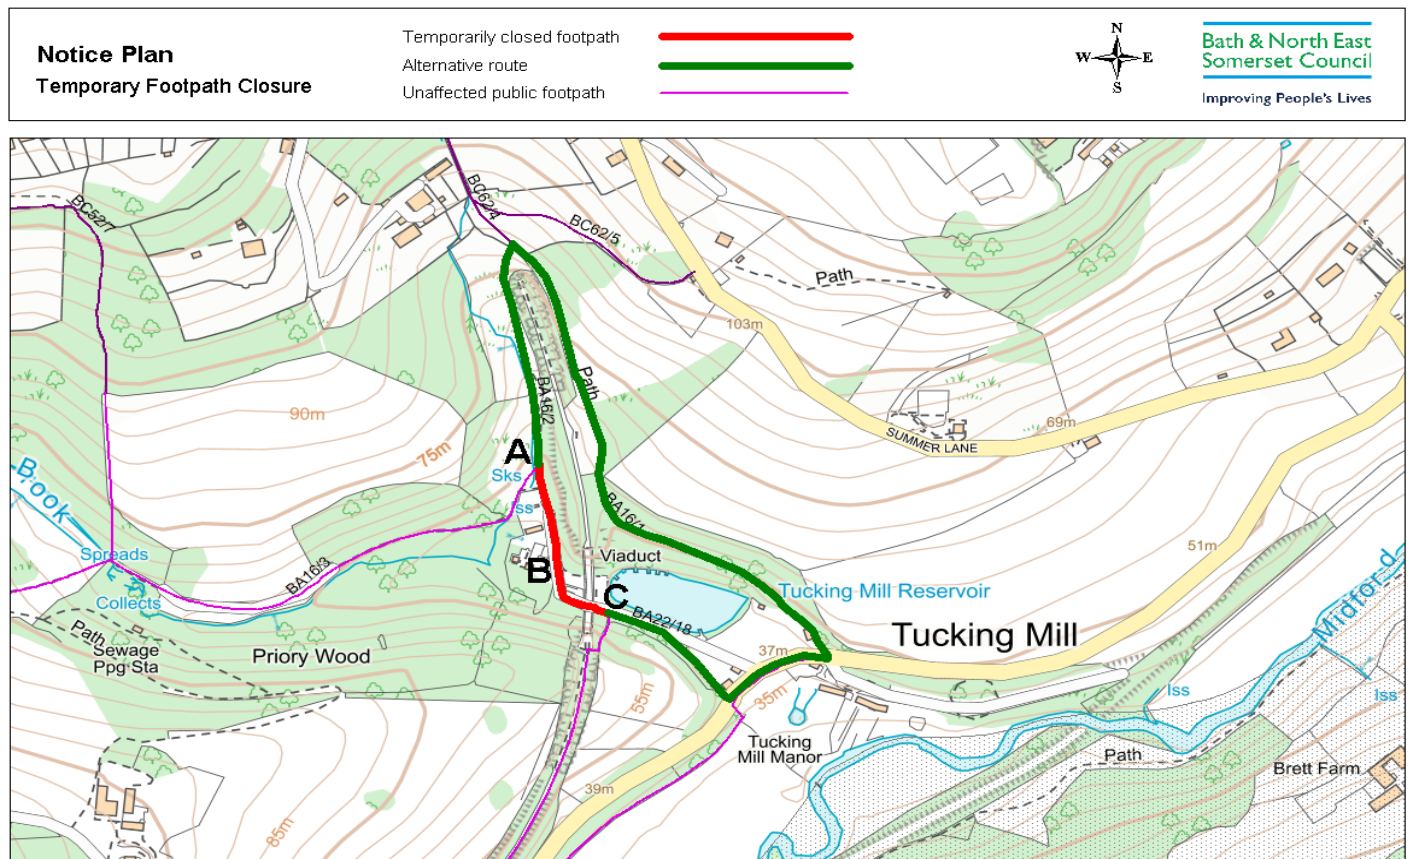 Notice Plan
Temporary Footpath Closure
Temporarily closed footpath
Alternative route
Unaffected public footpath
N
W E
S
Bath & North East
Somerset Council
Improving People's Lives
BC52/7
BC62/4
BC62/5
Path
103m
90m
75m
BA16/2
Path
69m
SUMMER LANE
A
Sks
Iss
Brook
BA16/1
51m
Spreads
Viaduct
B
BA16/3
Collects
C
Tucking Mill Reservoir
BA22/18
Midford
Path
Sewage
Ppg Sta
Priory Wood
Tucking Mill
37m
35m
55m
Iss
Iss
Tucking
Mill Manor
Path
Brett Farm
39m
85m